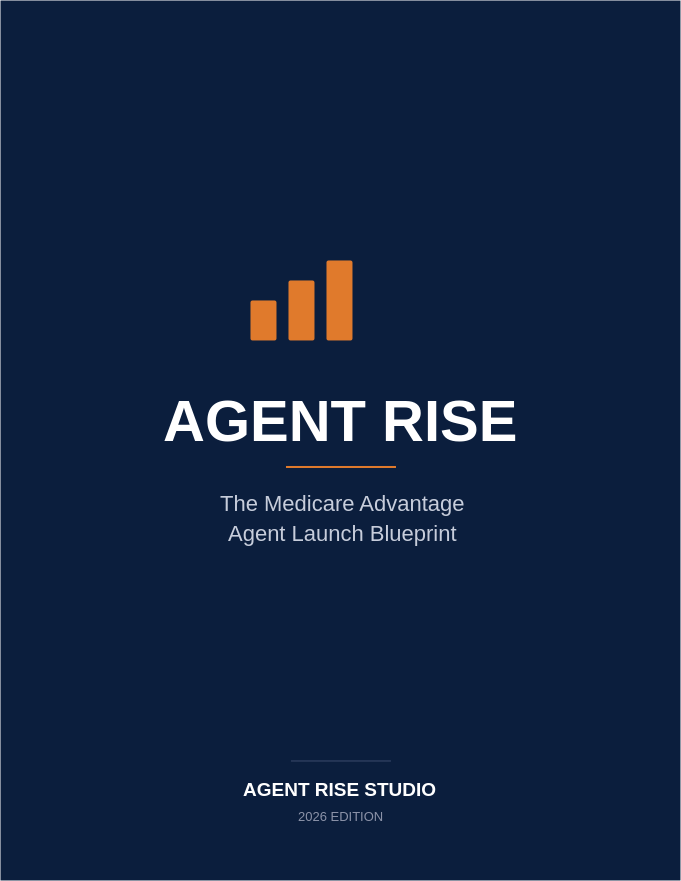 AGENT RISE
The Medicare Advantage
Agent Launch Blueprint
AGENT RISE STUDIO
2026 EDITION